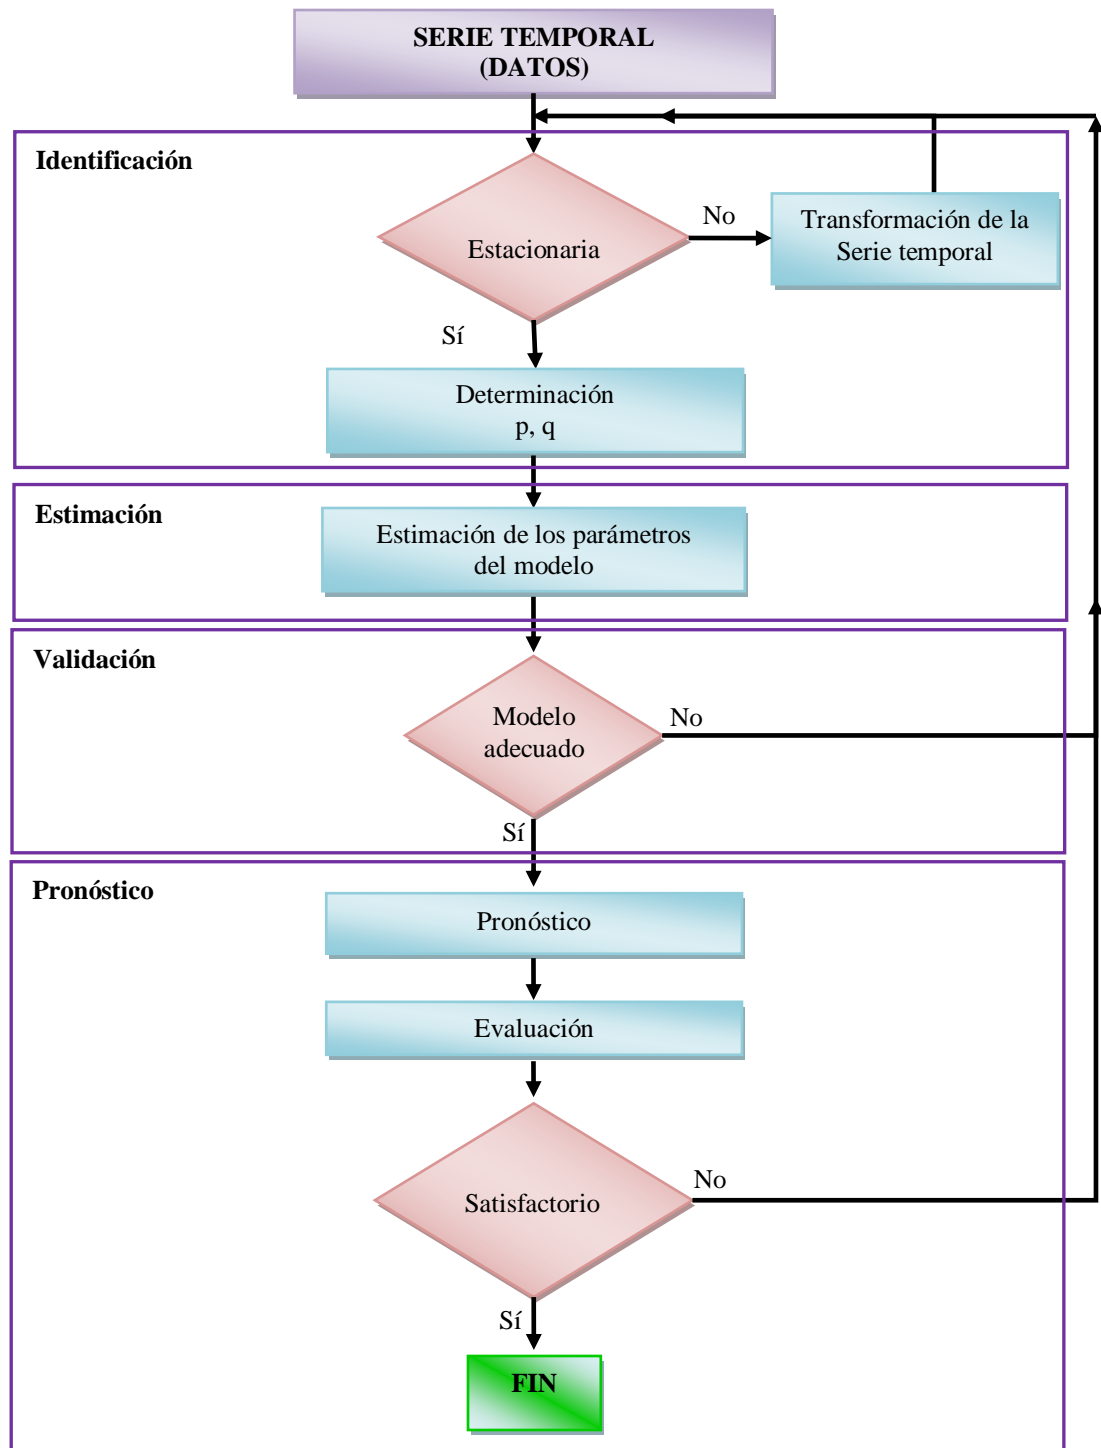 SERIE TEMPORAL
(DATOS)
Identificación
No
Transformación de la
Serie temporal
Estacionaria
Sí
Determinación
p, q
Estimación
Estimación de los parámetros
del modelo
Validación
Modelo
adecuado
No
Sí
Pronóstico
Pronóstico
Evaluación
No
Satisfactorio
Sí
FIN